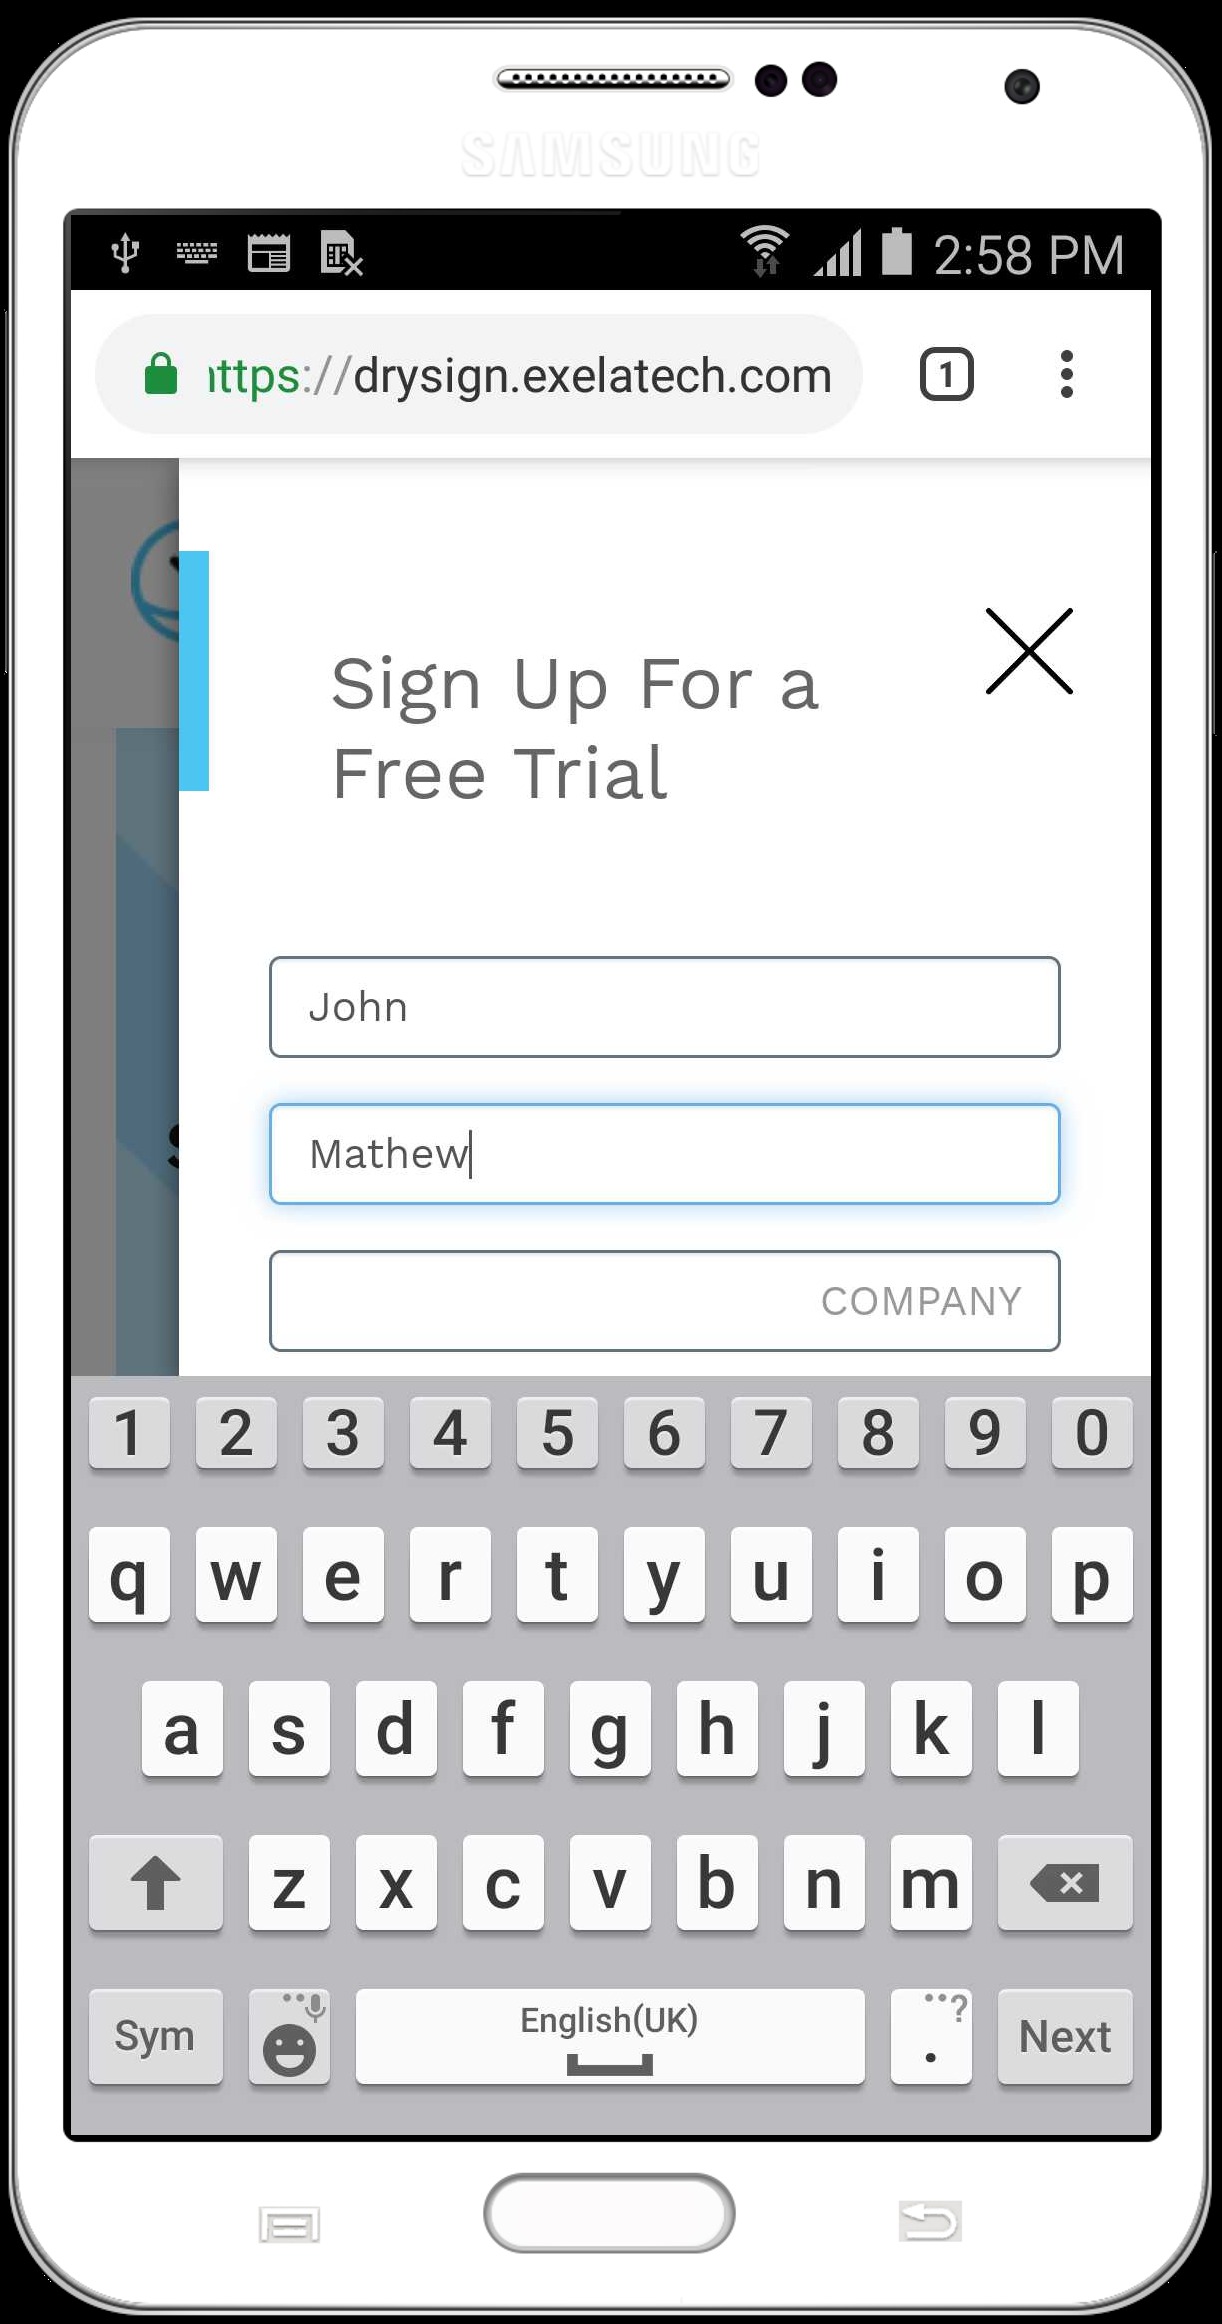 SAMSUNG
2:58 PM
ttps://drysign.exelatech.com
1
Sign Up For a
Free Trial
John
Mathew
COMPANY
1 2 3 4 5 6 7 8 9 0
q w e r t y u i o p
a s d f g h j k l
z x c v b n m
Sym English(UK) . ? Next